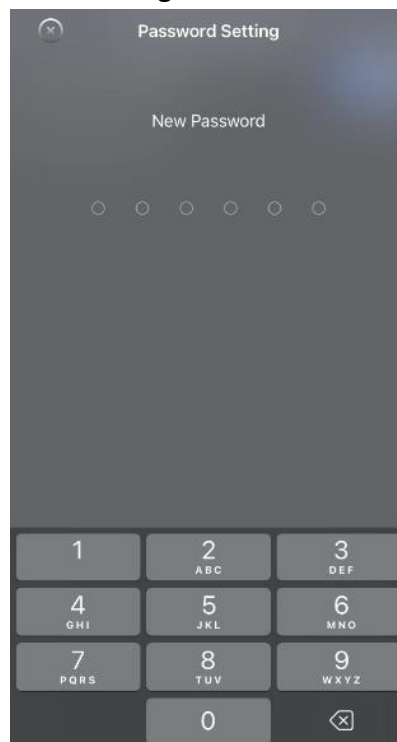 Password Setting
New Password
1 2 3
ABC DEF
4 5 6
GHI JKL MNO
7 8 9
PQRS TUV WXYZ
0